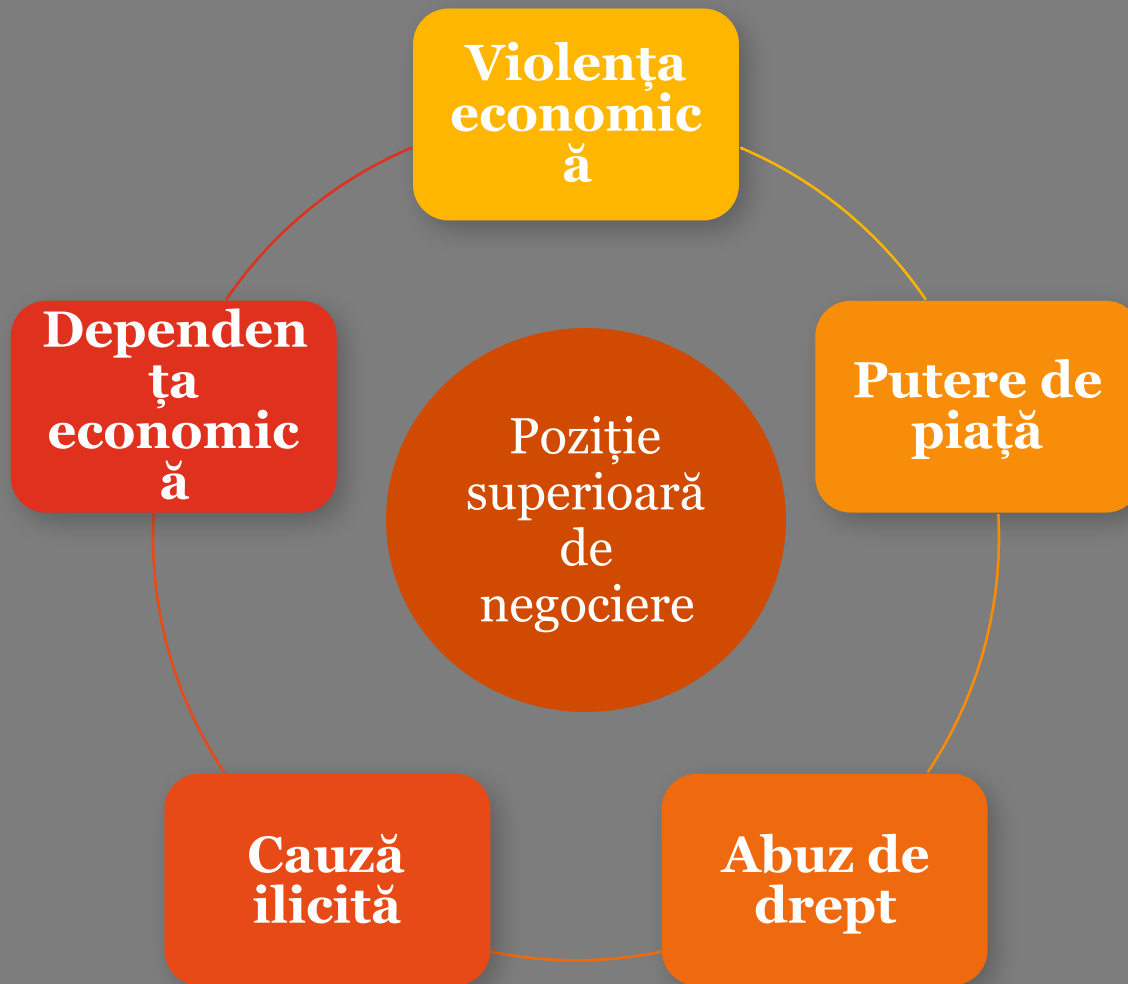 Violența
economic
ă
Dependen
ța
economic
ă
Putere de
piață
Poziție
superioară
de
negociere
Cauză
ilicită
Abuz de
drept